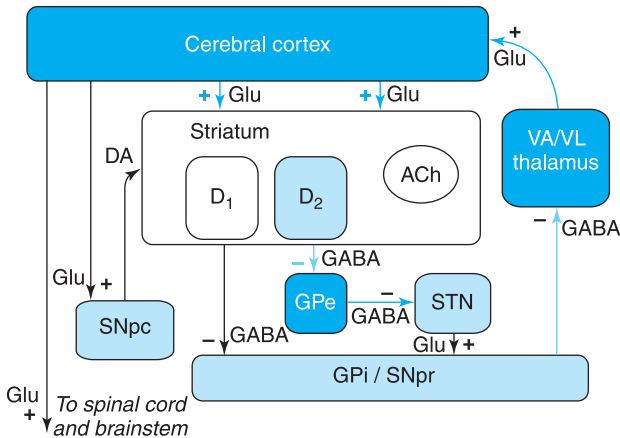 Cerebral cortex
+
Glu
+ Glu
+ Glu
Striatum
VA/VL
thalamus
DA
ACh
D1
D2
− GABA
− GABA
Glu +
GPe
−
GABA
STN
SNpc
− GABA
Glu +
GPi / SNpr
Glu
+
To spinal cord
and brainstem